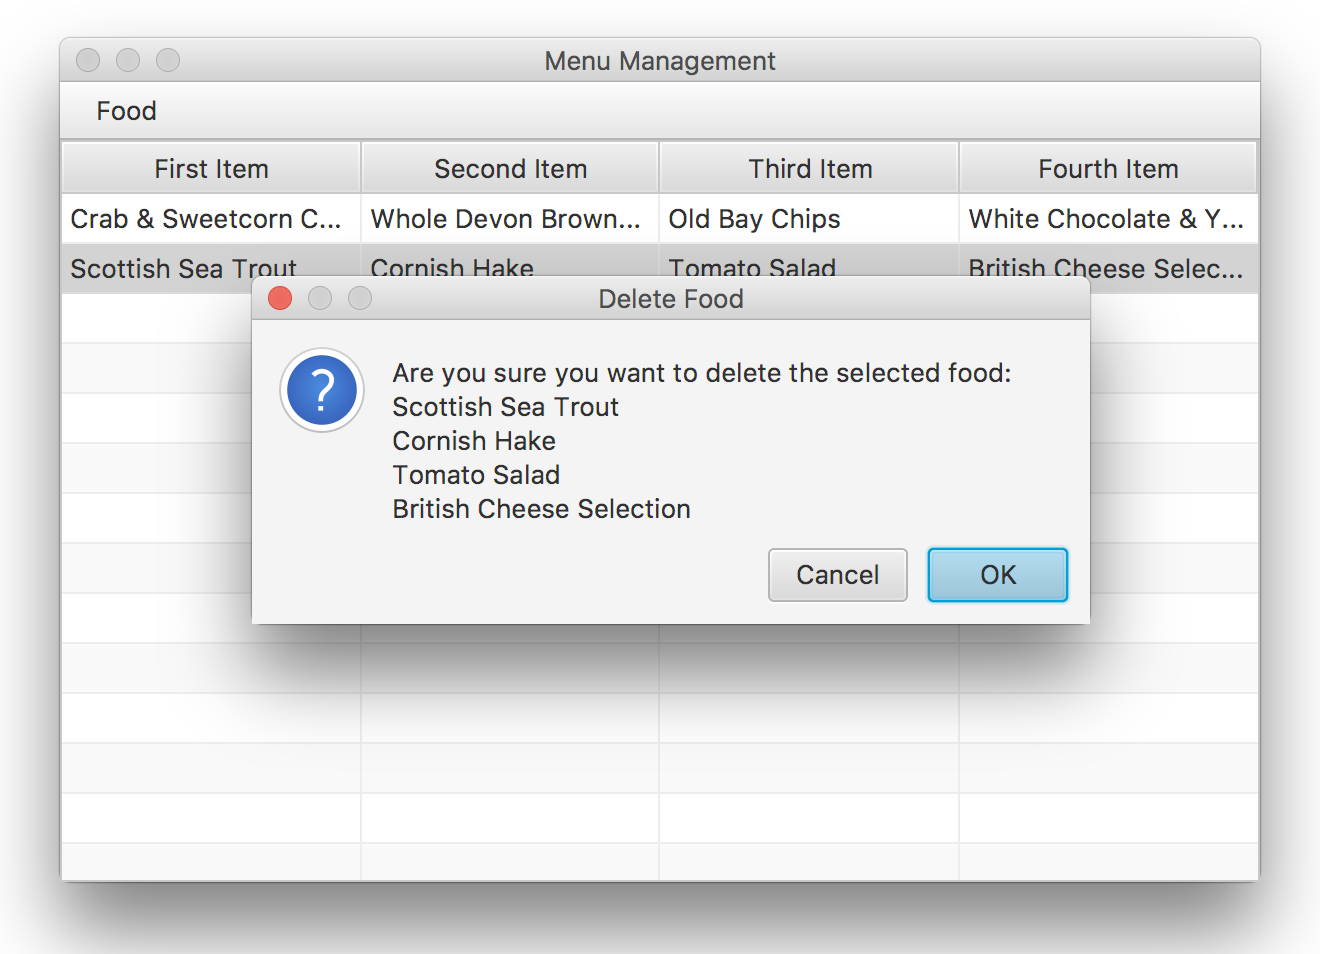 Menu Management
Food
First Item Second Item Third Item Fourth Item
Crab & Sweetcorn C... Whole Devon Brown... Old Bay Chips White Chocolate & Y...
Scottish Sea Trout Cornish Hake Tomato Salad British Cheese Selec...
Delete Food
?
Are you sure you want to delete the selected food:
Scottish Sea Trout
Cornish Hake
Tomato Salad
British Cheese Selection
Cancel OK